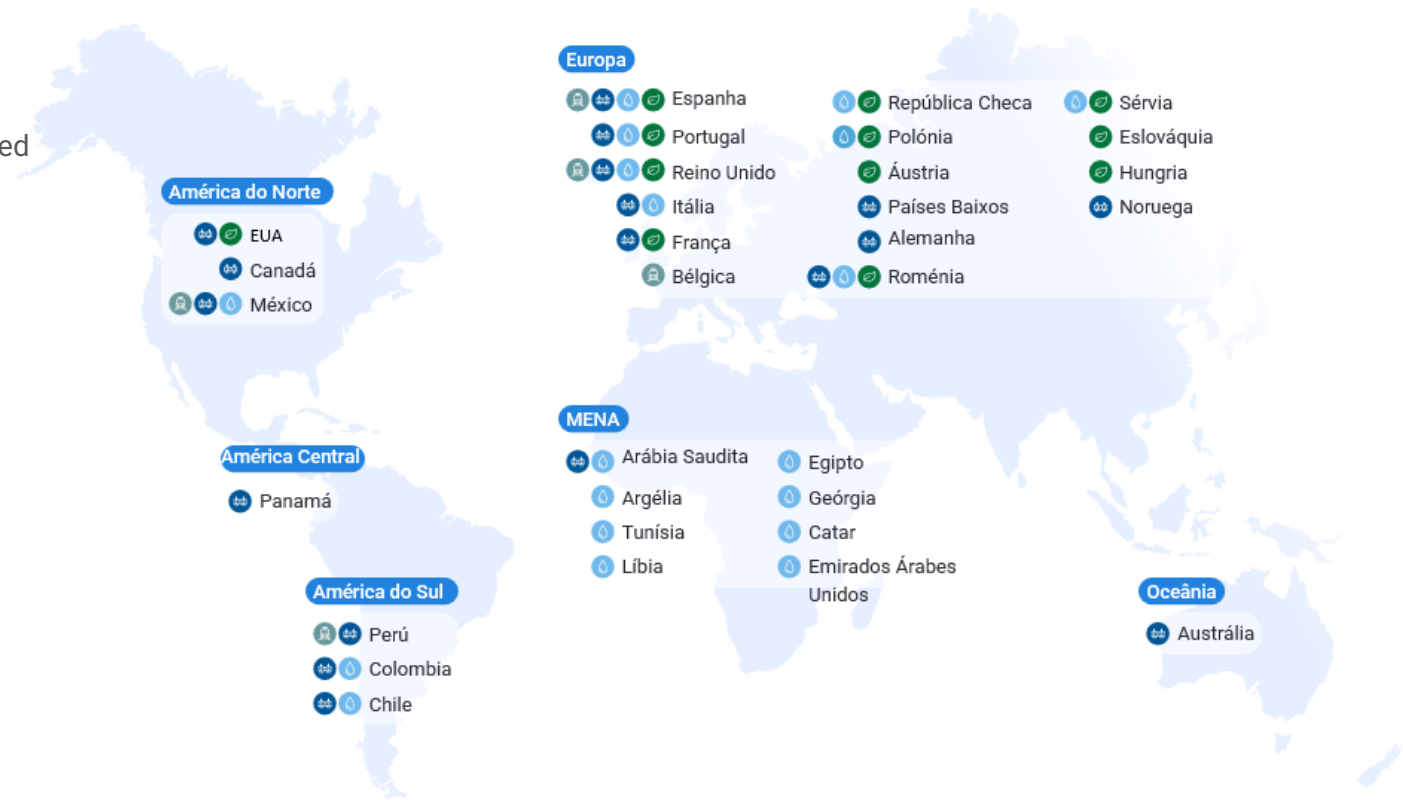 ed
América do Norte
EUA
Canadá
México
América Central
Panamá
América do Sul
Perú
Colombia
Chile
Europa
Espanha
Portugal
Reino Unido
Itália
França
Bélgica
República Checa
Polónia
Áustria
Países Baixos
Alemanha
Roménia
Sérvia
Eslováquia
Hungria
Noruega
MENA
Arábia Saudita
Argélia
Tunísia
Líbia
Egipto
Geórgia
Catar
Emirados Árabes
Unidos
Oceânia
Austrália